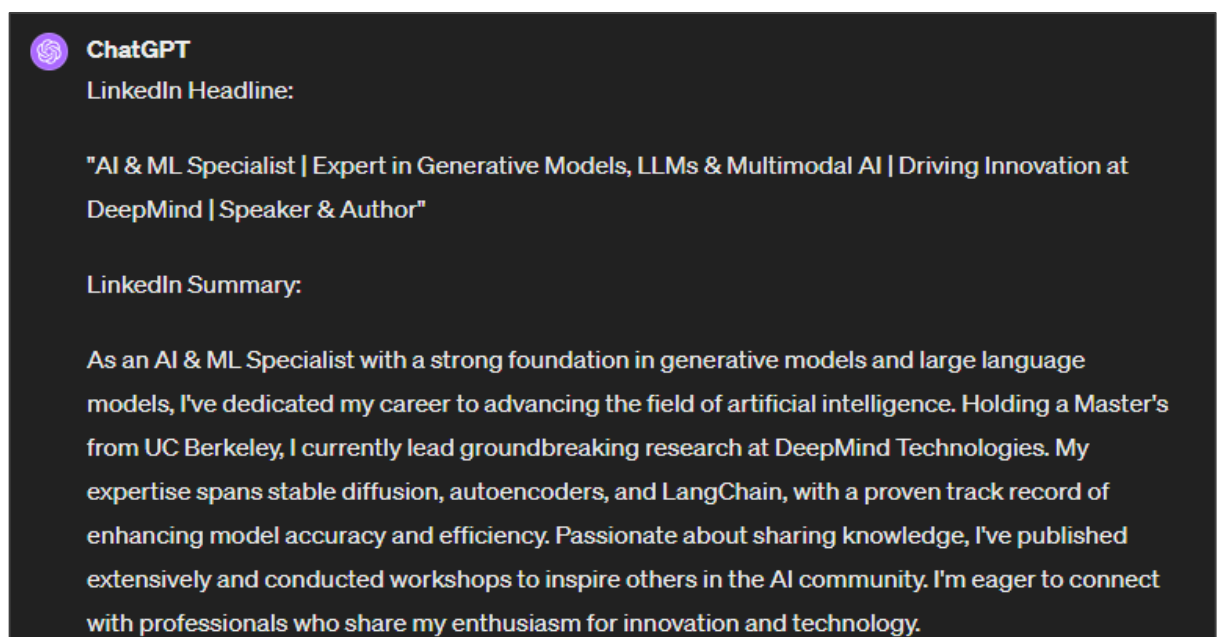 ChatGPT
LinkedIn Headline:
"AI & ML Specialist | Expert in Generative Models, LLMs & Multimodal AI | Driving Innovation at
DeepMind | Speaker & Author"
LinkedIn Summary:
As an AI & ML Specialist with a strong foundation in generative models and large language
models, I've dedicated my career to advancing the field of artificial intelligence. Holding a Master's
from UC Berkeley, I currently lead groundbreaking research at DeepMind Technologies. My
expertise spans stable diffusion, autoencoders, and LangChain, with a proven track record of
enhancing model accuracy and efficiency. Passionate about sharing knowledge, I've published
extensively and conducted workshops to inspire others in the AI community. I'm eager to connect
with professionals who share my enthusiasm for innovation and technology.